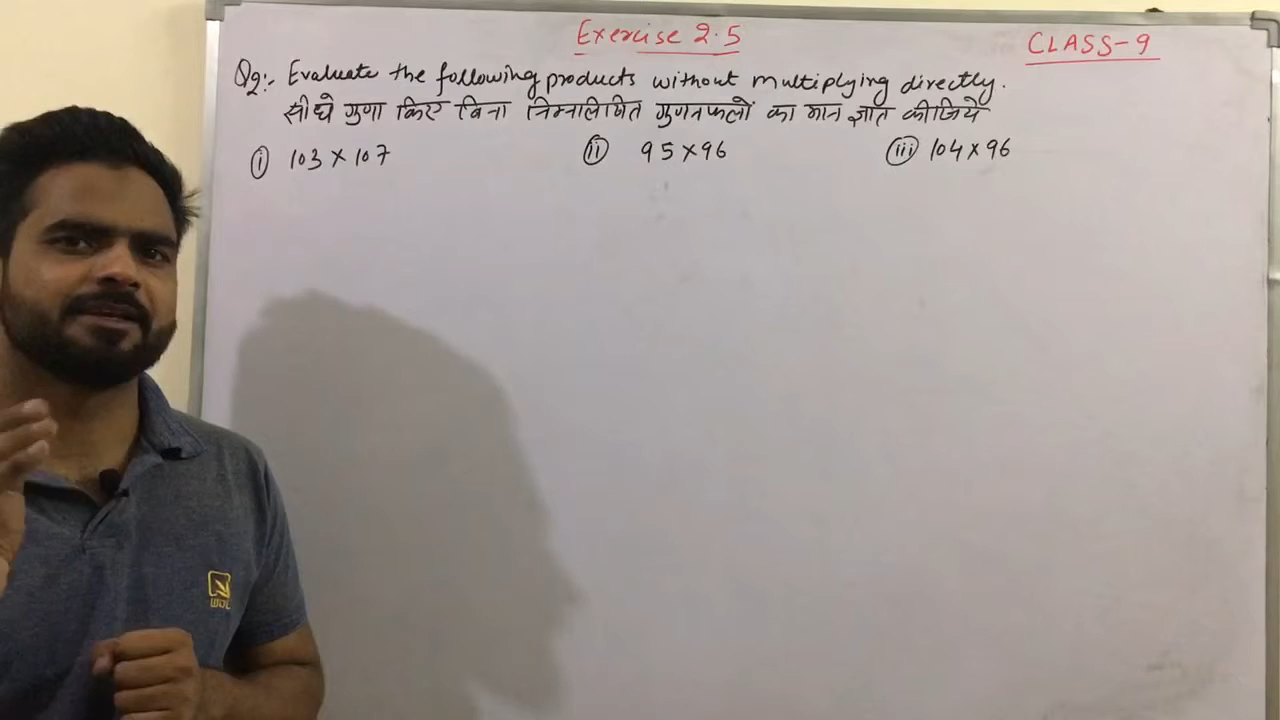 Exercise 2.5
CLASS-9
Q2:- Evaluate the following products without multiplying directly.
सीधे गुणा किए बिना निम्नलिखित गुणनफलों का मान ज्ञात कीजिये
(i) 103 × 107
(ii) 95 × 96
(iii) 104 × 96